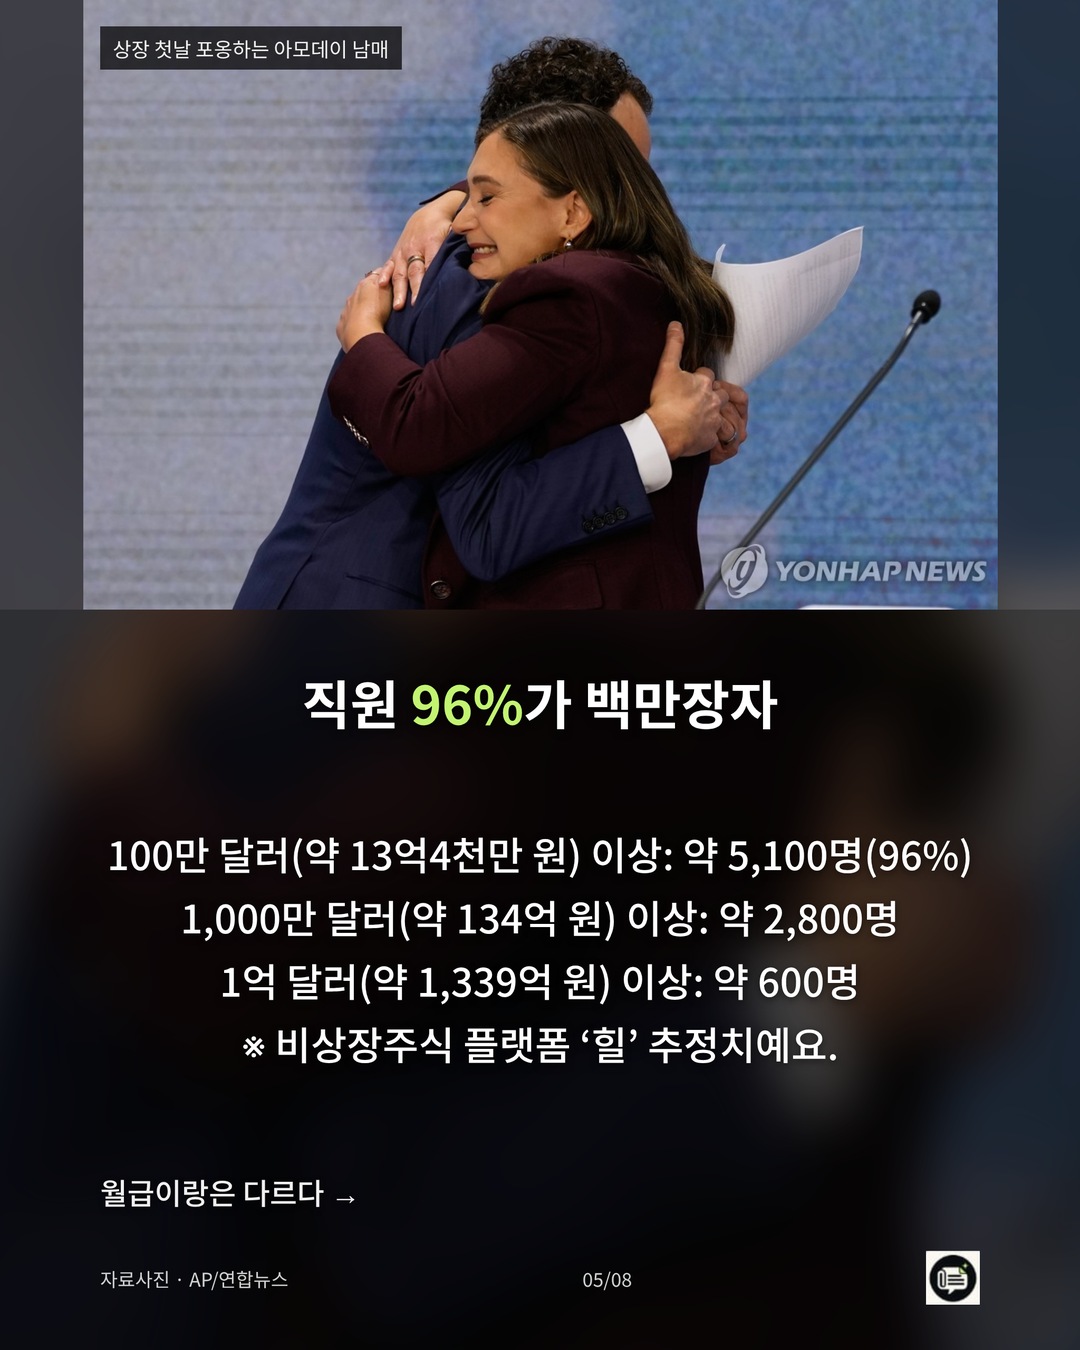 상장 첫날 포옹하는 아모데이 남매
YONHAP NEWS
직원 96%가 백만장자
100만 달러(약 13억4천만 원) 이상: 약 5,100명(96%)
1,000만 달러(약 134억 원) 이상: 약 2,800명
1억 달러(약 1,339억 원) 이상: 약 600명
※ 비상장주식 플랫폼 ‘힐’ 추정치예요.
월급이랑은 다르다 →
자료사진 · AP/연합뉴스
05/08